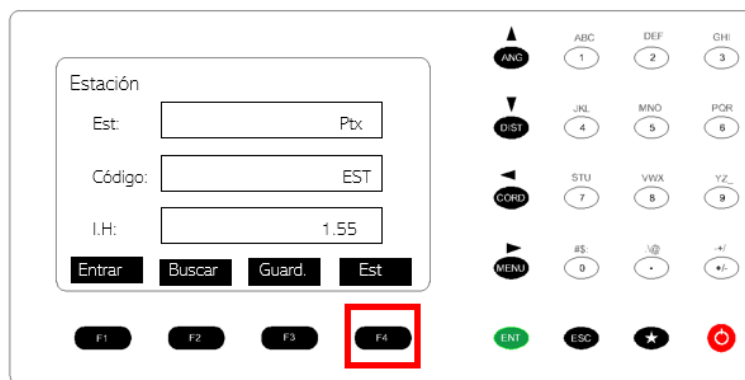 ABC DEF GHI
ANG 1 2 3
Estación
Est: Ptx
JKL MNO PQR
DIST 4 5 6
Código: EST
STU VWX YZ_
CORD 7 8 9
I.H: 1.55
#$: .\@ -+/
MENU 0 . +/-
Entrar Buscar Guard. Est
F1 F2 F3 F4
ENT ESC